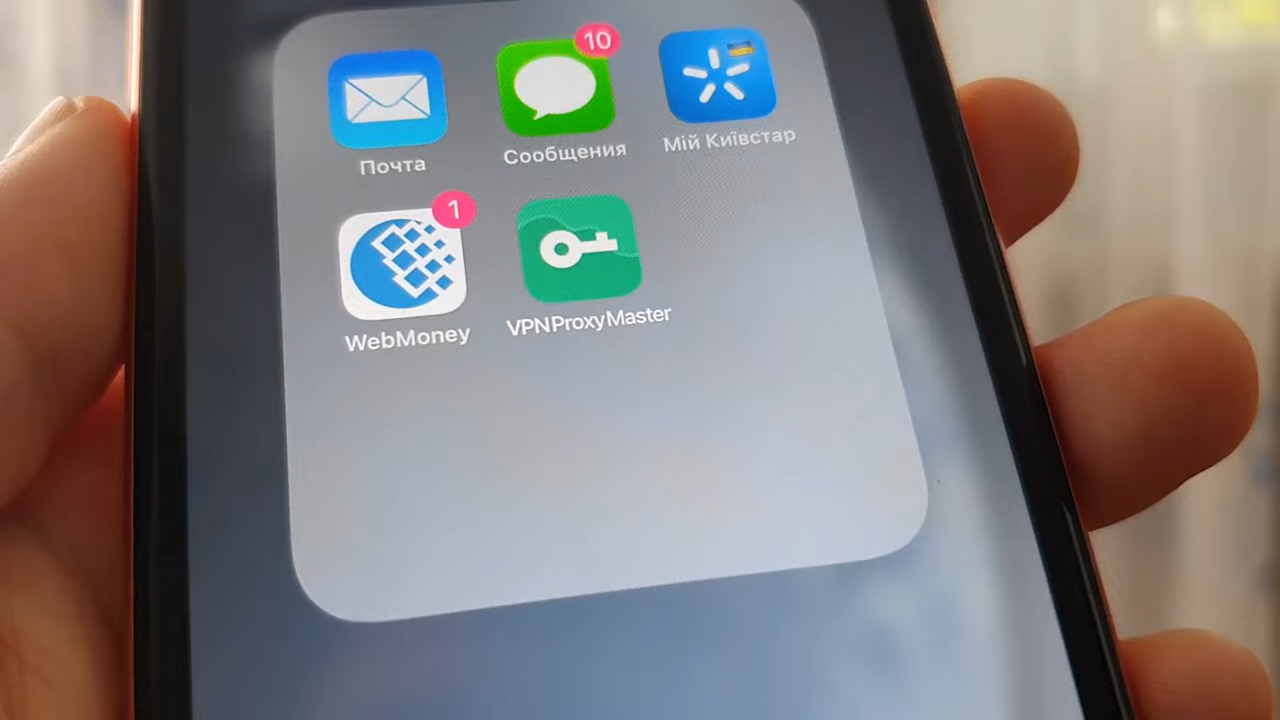 10
Почта
Сообщения
Мій Київстар
1
WebMoney
VPNProxyMaster